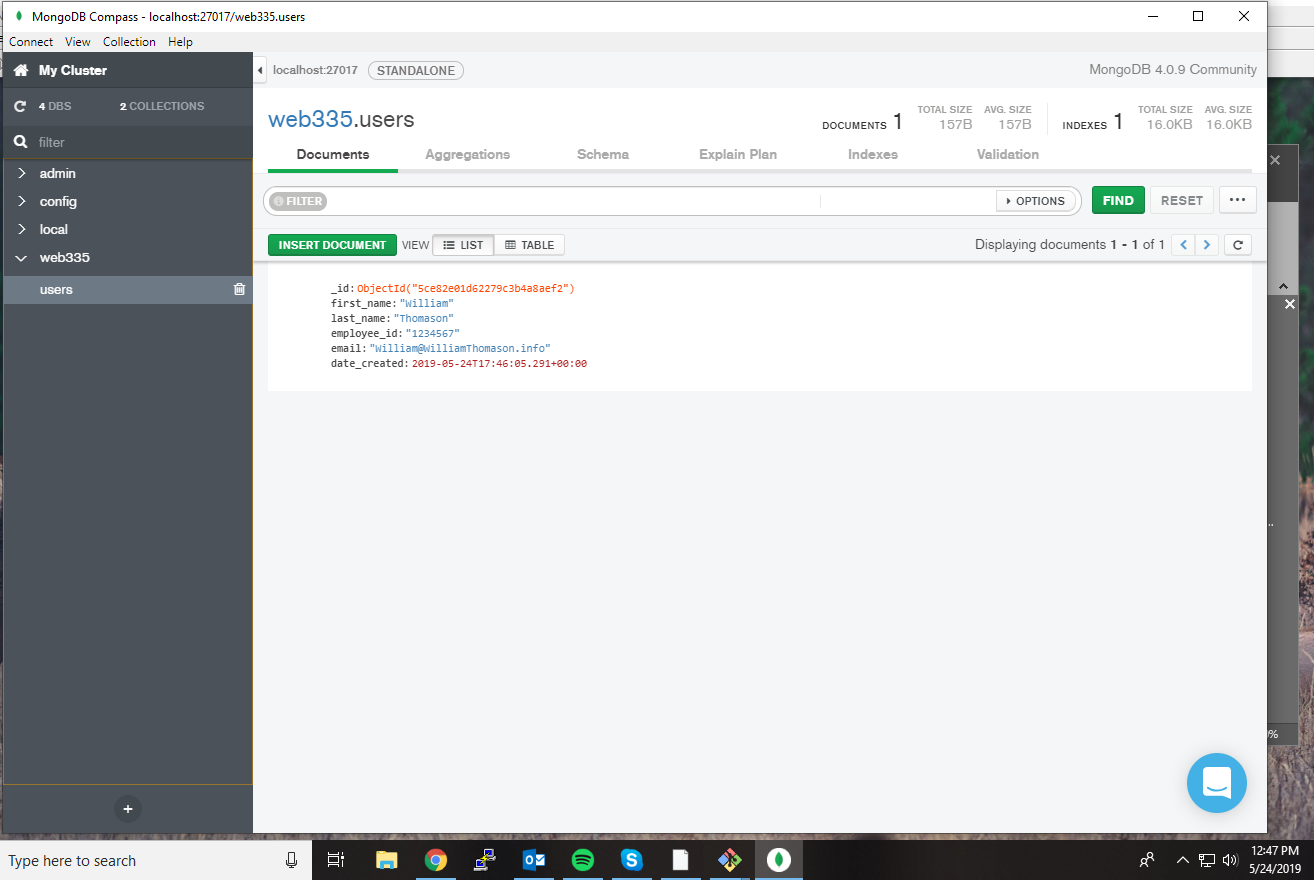 MongoDB Compass - localhost:27017/web335.users
Connect View Collection Help
My Cluster
localhost:27017 STANDALONE MongoDB 4.0.9 Community
4 DBS 2 COLLECTIONS
filter
web335.users
DOCUMENTS 1 TOTAL SIZE 157B AVG. SIZE 157B INDEXES 1 TOTAL SIZE 16.0KB AVG. SIZE 16.0KB
Documents Aggregations Schema Explain Plan Indexes Validation
admin
config
local
web335
users
FILTER OPTIONS FIND RESET ...
INSERT DOCUMENT VIEW LIST TABLE Displaying documents 1 - 1 of 1
_id: ObjectId("5ce82e01d62279c3b4a8aef2")
first_name: "William"
last_name: "Thomason"
employee_id: "1234567"
email: "William@WilliamThomason.info"
date_created: 2019-05-24T17:46:05.291+00:00
+
Type here to search
12:47 PM
5/24/2019